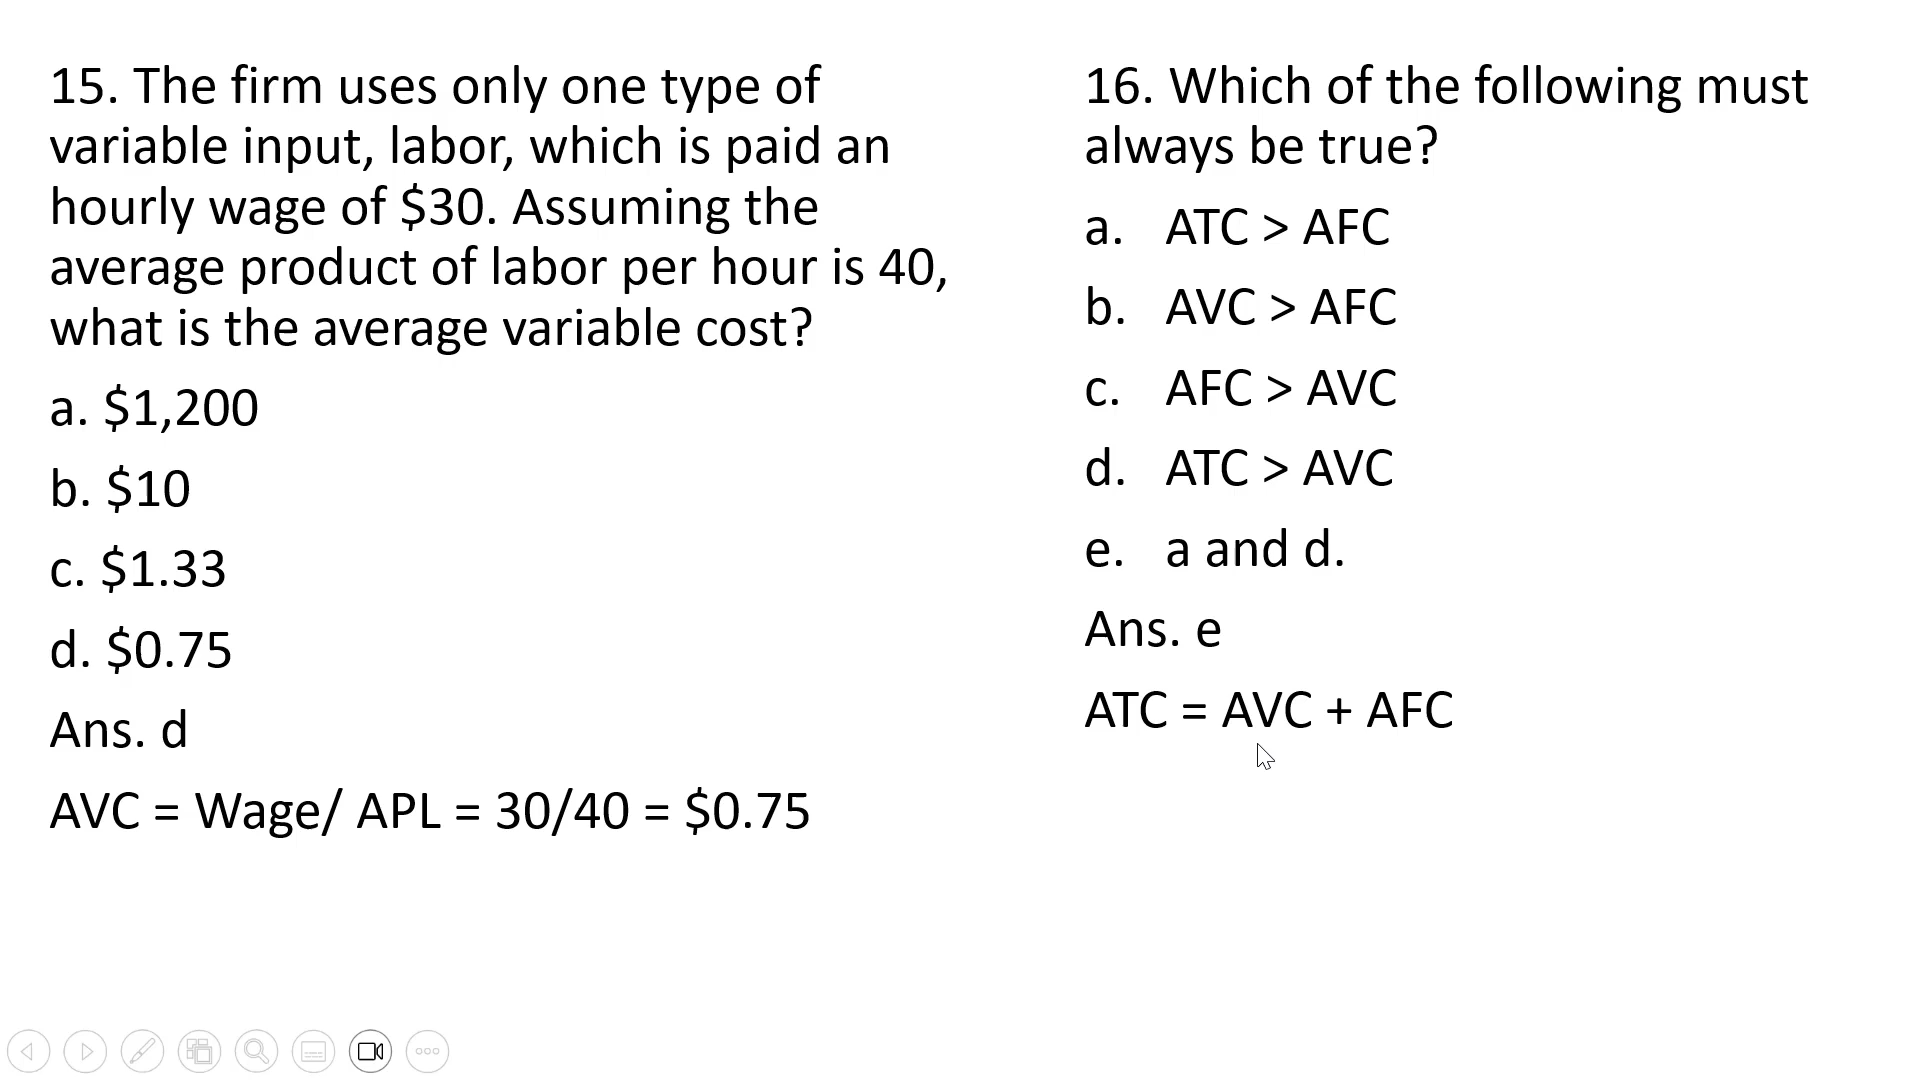 15. The firm uses only one type of
variable input, labor, which is paid an
hourly wage of $30. Assuming the
average product of labor per hour is 40,
what is the average variable cost?
a. $1,200
b. $10
c. $1.33
d. $0.75
Ans. d
AVC = Wage/ APL = 30/40 = $0.75
16. Which of the following must
always be true?
a. ATC > AFC
b. AVC > AFC
c. AFC > AVC
d. ATC > AVC
e. a and d.
Ans. e
ATC = AVC + AFC